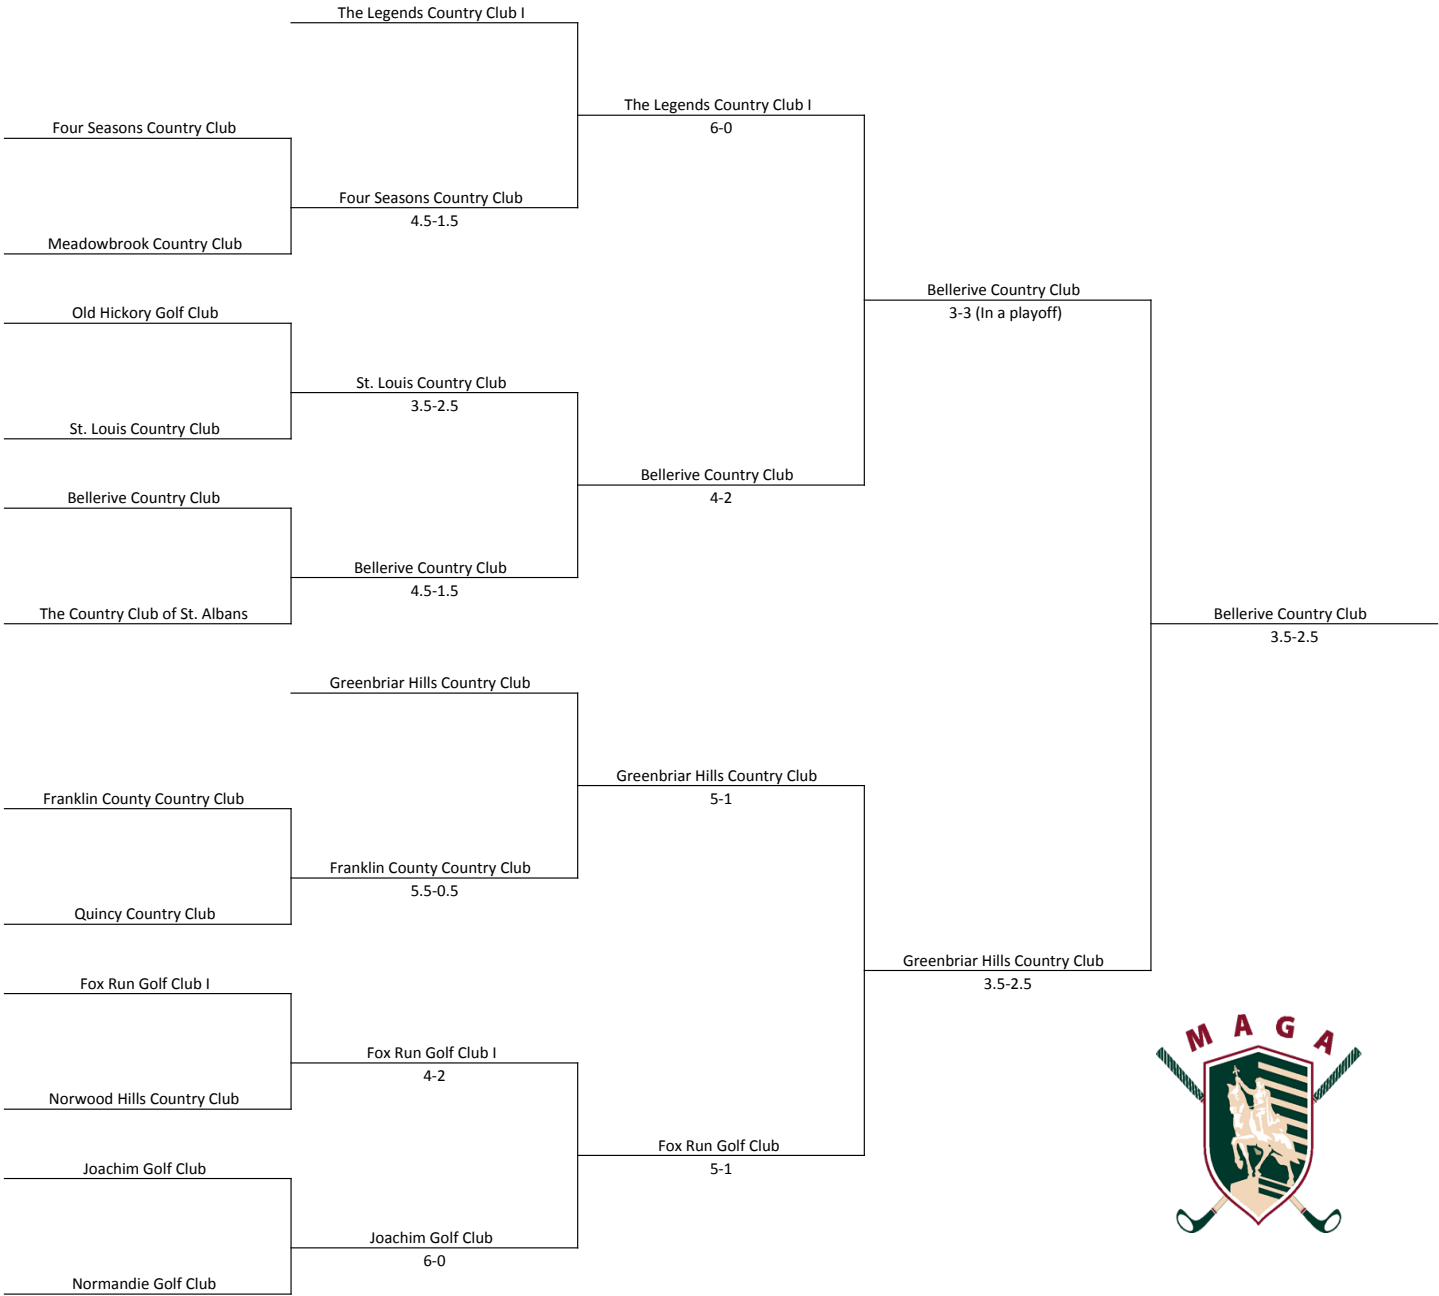 The Legends Country Club I
The Legends Country Club I
6-0
Four Seasons Country Club
Four Seasons Country Club
4.5-1.5
Meadowbrook Country Club
Bellerive Country Club
3-3 (In a playoff)
Old Hickory Golf Club
St. Louis Country Club
3.5-2.5
St. Louis Country Club
Bellerive Country Club
4-2
Bellerive Country Club
Bellerive Country Club
4.5-1.5
The Country Club of St. Albans
Bellerive Country Club
3.5-2.5
Greenbriar Hills Country Club
Greenbriar Hills Country Club
5-1
Franklin County Country Club
Franklin County Country Club
5.5-0.5
Quincy Country Club
Greenbriar Hills Country Club
3.5-2.5
Fox Run Golf Club I
Fox Run Golf Club I
4-2
Norwood Hills Country Club
Fox Run Golf Club
5-1
Joachim Golf Club
Joachim Golf Club
6-0
Normandie Golf Club
MAGA